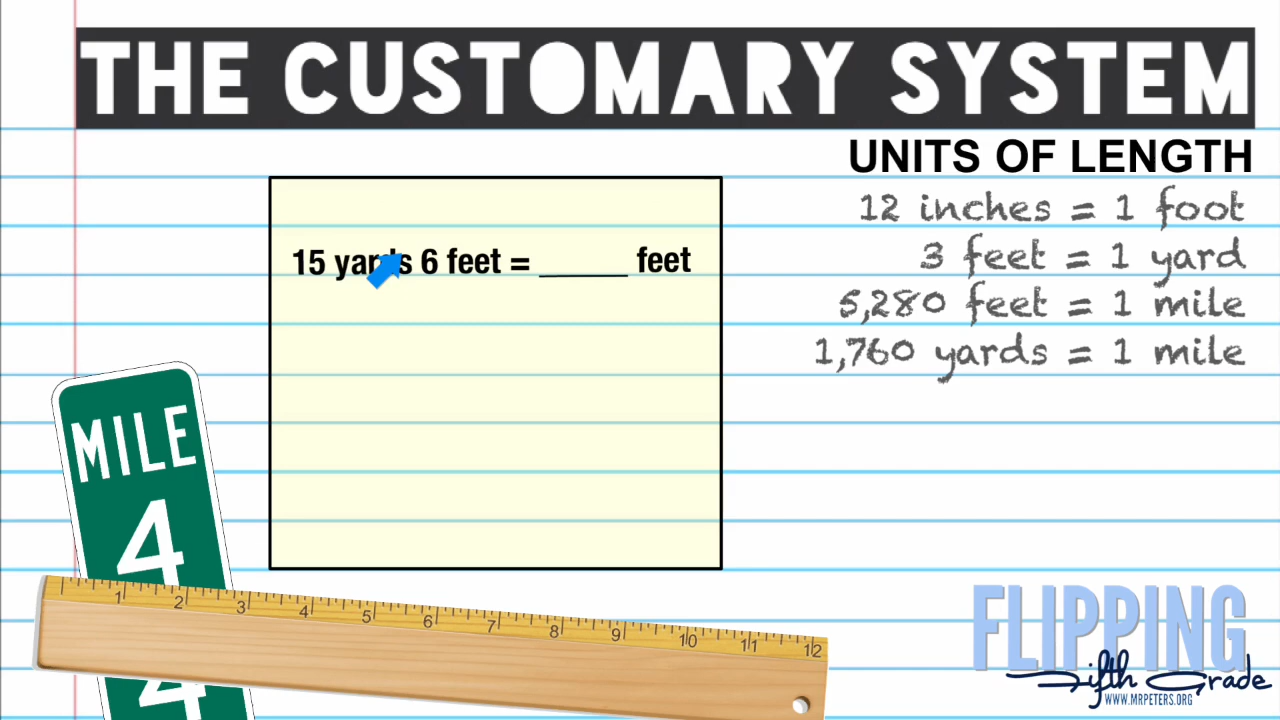 THE CUSTOMARY SYSTEM
UNITS OF LENGTH
12 inches = 1 foot
3 feet = 1 yard
5,280 feet = 1 mile
1,760 yards = 1 mile
15 yards 6 feet = ______ feet
MILE
4
4
1 2 3 4 5 6 7 8 9 10 11 12
FLIPPING
Fifth Grade
WWW.MRPETERS.ORG